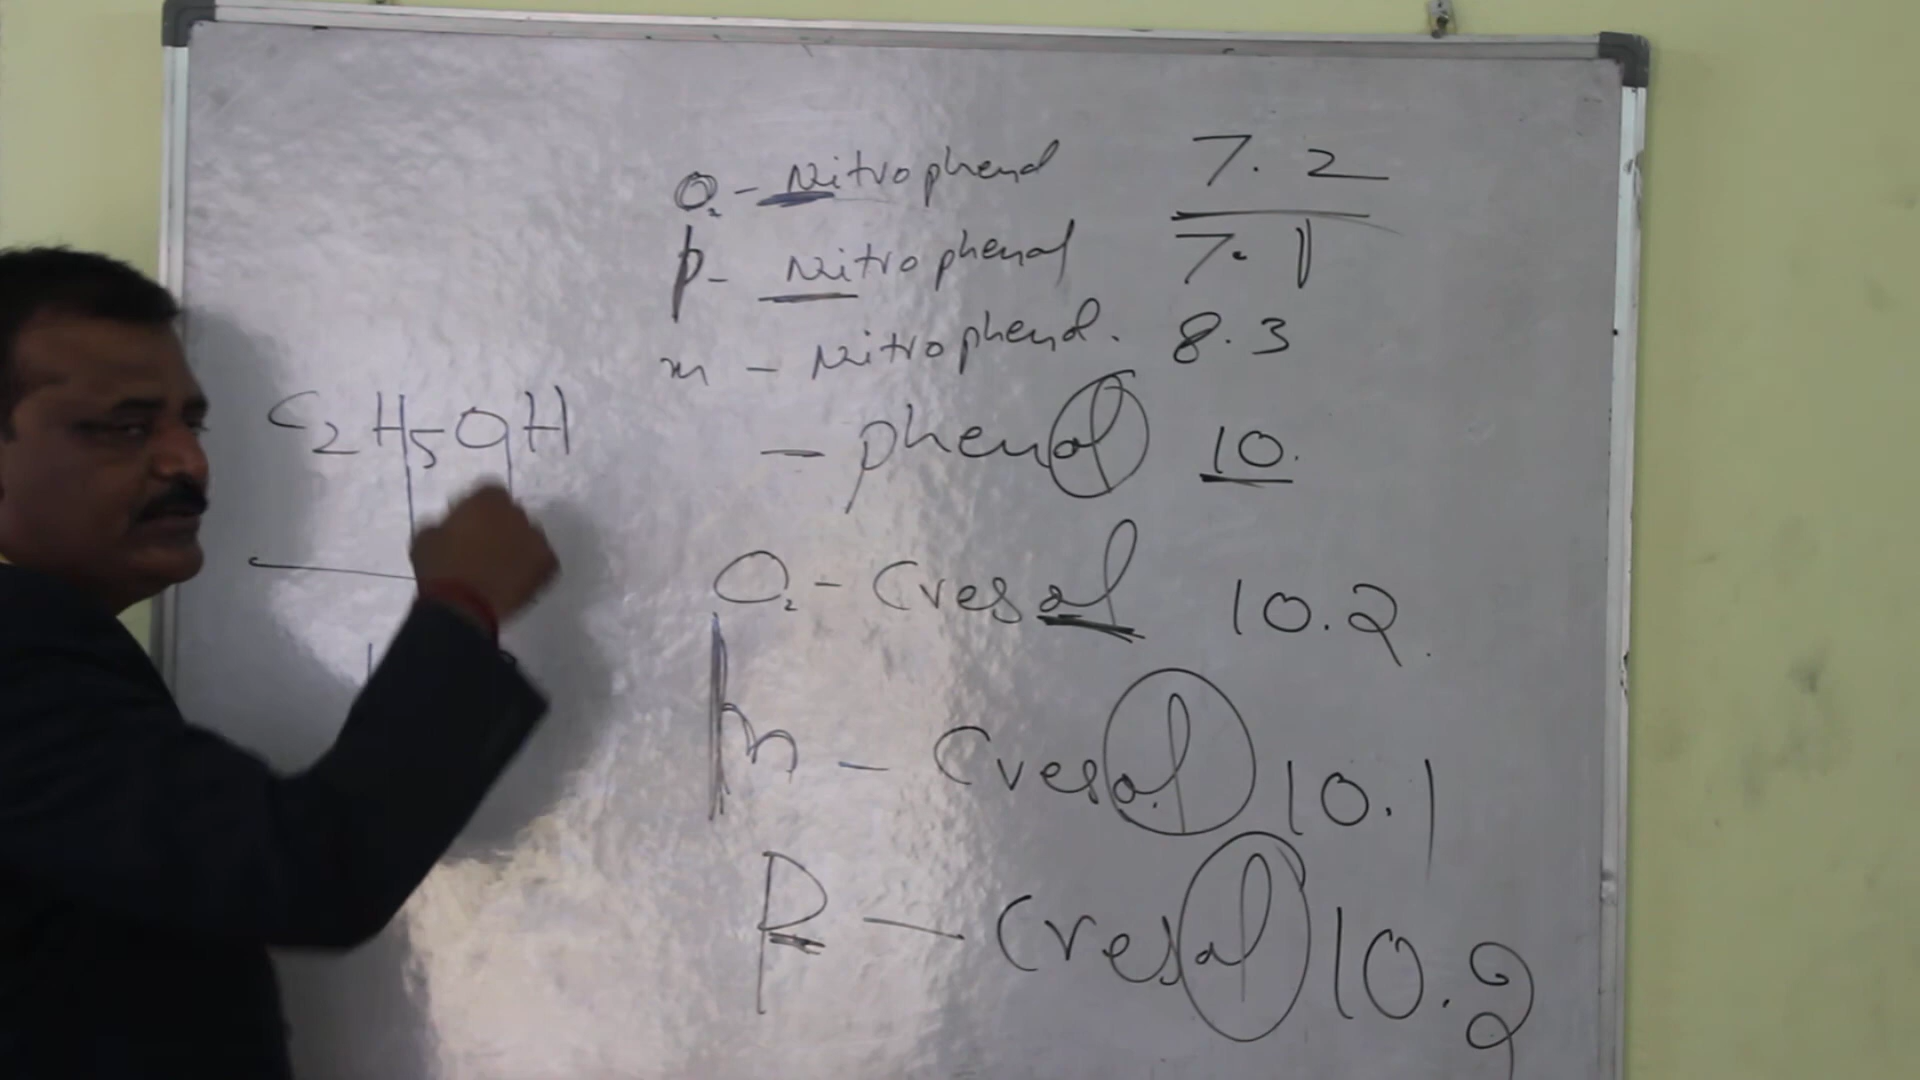 O - Nitrophenol 7.2
p - Nitrophenol 7.1
m - Nitrophenol. 8.3
C2H5OH
- phenol 10.
O - Cresol 10.2
m - Cresol 10.1
P - Cresol 10.2